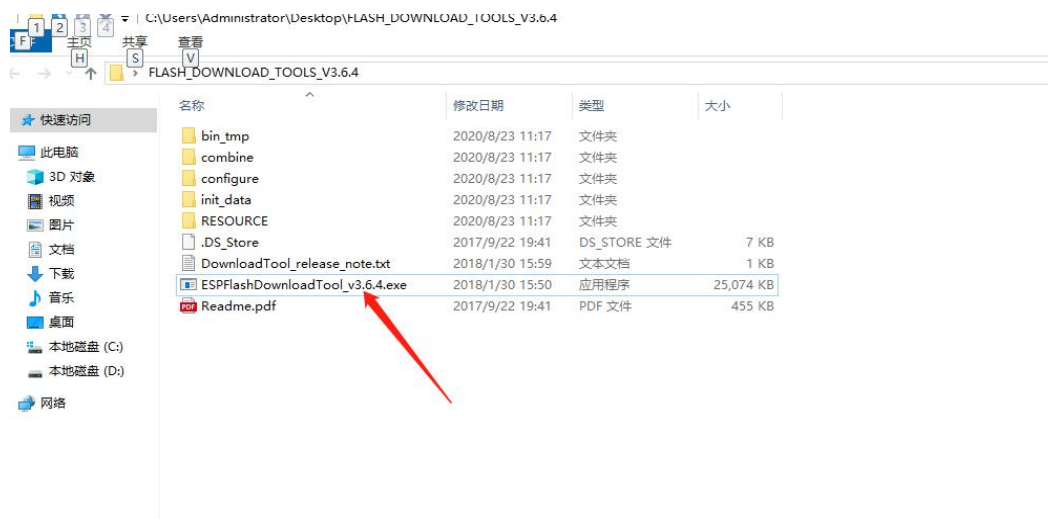 C:\Users\Administrator\Desktop\FLASH_DOWNLOAD_TOOLS_V3.6.4
1 2 3 4
F 主页 共享 查看
H S V
FLASH_DOWNLOAD_TOOLS_V3.6.4
名称 修改日期 类型 大小
快速访问
此电脑
3D 对象
视频
图片
文档
下载
音乐
桌面
本地磁盘 (C:)
本地磁盘 (D:)
网络
bin_tmp 2020/8/23 11:17 文件夹
combine 2020/8/23 11:17 文件夹
configure 2020/8/23 11:17 文件夹
init_data 2020/8/23 11:17 文件夹
RESOURCE 2020/8/23 11:17 文件夹
.DS_Store 2017/9/22 19:41 DS_STORE 文件 7 KB
DownloadTool_release_note.txt 2018/1/30 15:59 文本文档 1 KB
ESPFlashDownloadTool_v3.6.4.exe 2018/1/30 15:50 应用程序 25,074 KB
PDF Readme.pdf 2017/9/22 19:41 PDF 文件 455 KB